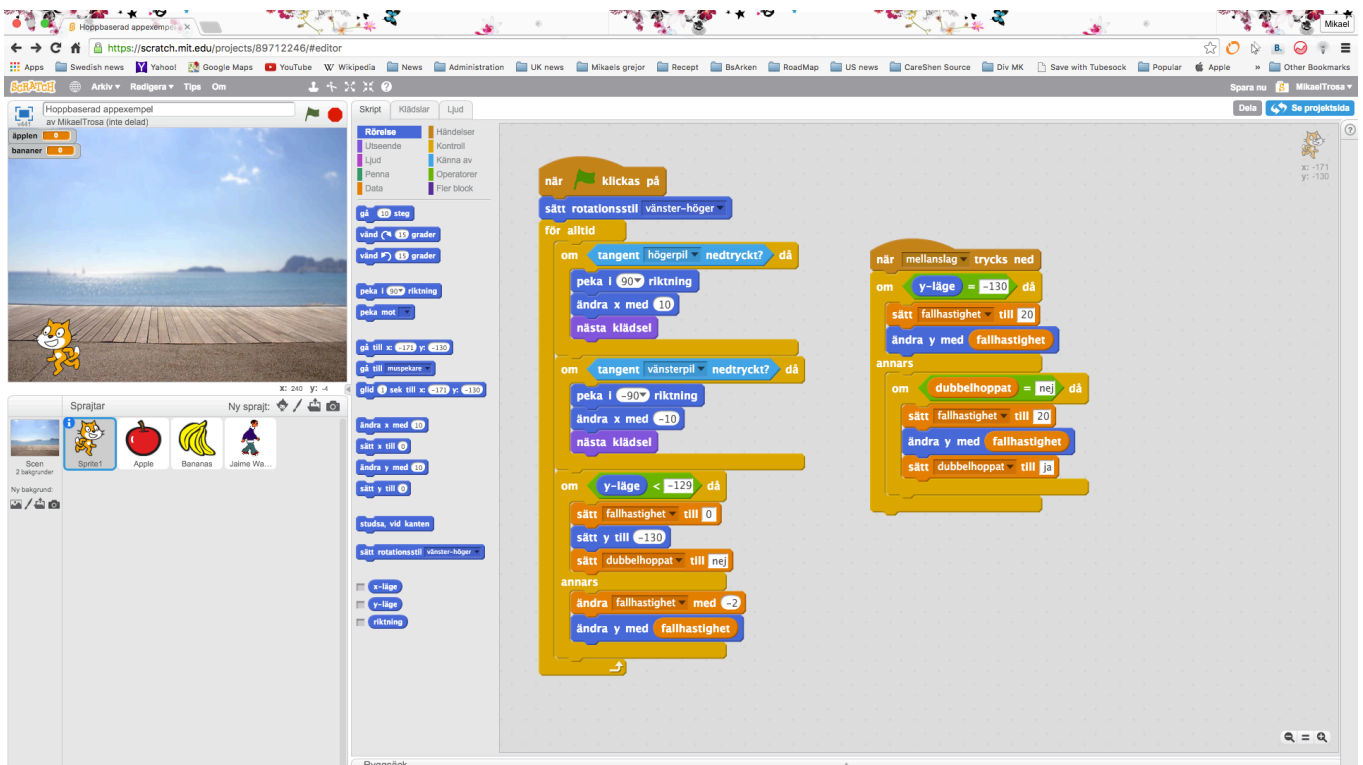 Hoppbaserad appexempel
Mikael
https://scratch.mit.edu/projects/89712246/#editor
Apps Swedish news Yahoo! Google Maps YouTube Wikipedia News Administration UK news Mikaels grejor Recept BsArken RoadMap US news CareShen Source Div MK Save with Tubesock Popular Apple » Other Bookmarks
SCRATCH Arkiv Redigera Tips Om Spara nu MikaelTrosa
v441 Hoppbaserad appexempel
av MikaelTrosa (inte delad)
Skript Klädslar Ljud
Dela Se projektsida
äpplen 0
bananer 0
x: 240 y: -4
Sprajtar Ny sprajt:
Scen
2 bakgrunder
Sprite1 Apple Bananas Jaime Wa...
Ny bakgrund:
Rörelse Händelser
Utseende Kontroll
Ljud Känna av
Penna Operatorer
Data Fler block
gå 10 steg
vänd 15 grader
vänd 15 grader
peka i 90 riktning
peka mot
gå till x: -171 y: -130
gå till muspekare
glid 1 sek till x: -171 y: -130
ändra x med 10
sätt x till 0
ändra y med 10
sätt y till 0
studsa, vid kanten
sätt rotationsstil vänster-höger
x-läge
y-läge
riktning
när klickas på
sätt rotationsstil vänster-höger
för alltid
om tangent högerpil nedtryckt? då
peka i 90 riktning
ändra x med 10
nästa klädsel
om tangent vänsterpil nedtryckt? då
peka i -90 riktning
ändra x med -10
nästa klädsel
om y-läge < -129 då
sätt fallhastighet till 0
sätt y till -130
sätt dubbelhoppat till nej
annars
ändra fallhastighet med -2
ändra y med fallhastighet
när mellanslag trycks ned
om y-läge = -130 då
sätt fallhastighet till 20
ändra y med fallhastighet
annars
om dubbelhoppat = nej då
sätt fallhastighet till 20
ändra y med fallhastighet
sätt dubbelhoppat till ja
x: -171
y: -130
Ryggsäck